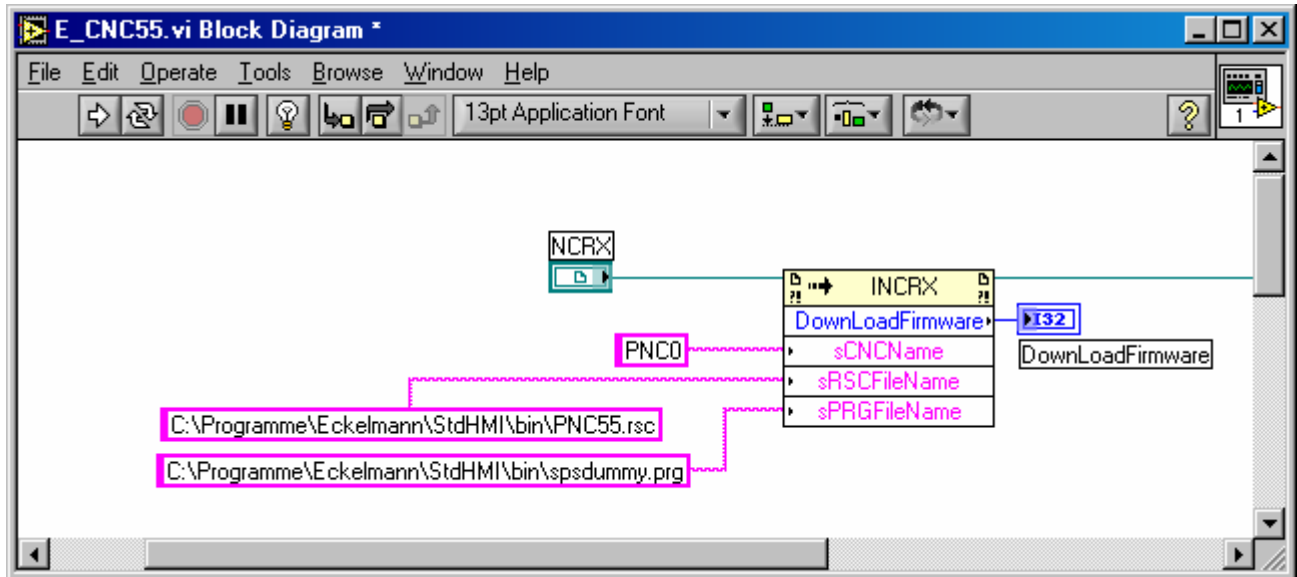 E_CNC55.vi Block Diagram *
File Edit Operate Tools Browse Window Help
13pt Application Font
?
1
NCRX
INCRX
DownLoadFirmware
I32
PNC0
sCNCName
DownLoadFirmware
sRSCFileName
sPRGFileName
C:\Programme\Eckelmann\StdHMI\bin\PNC55.rsc
C:\Programme\Eckelmann\StdHMI\bin\spsdummy.prg